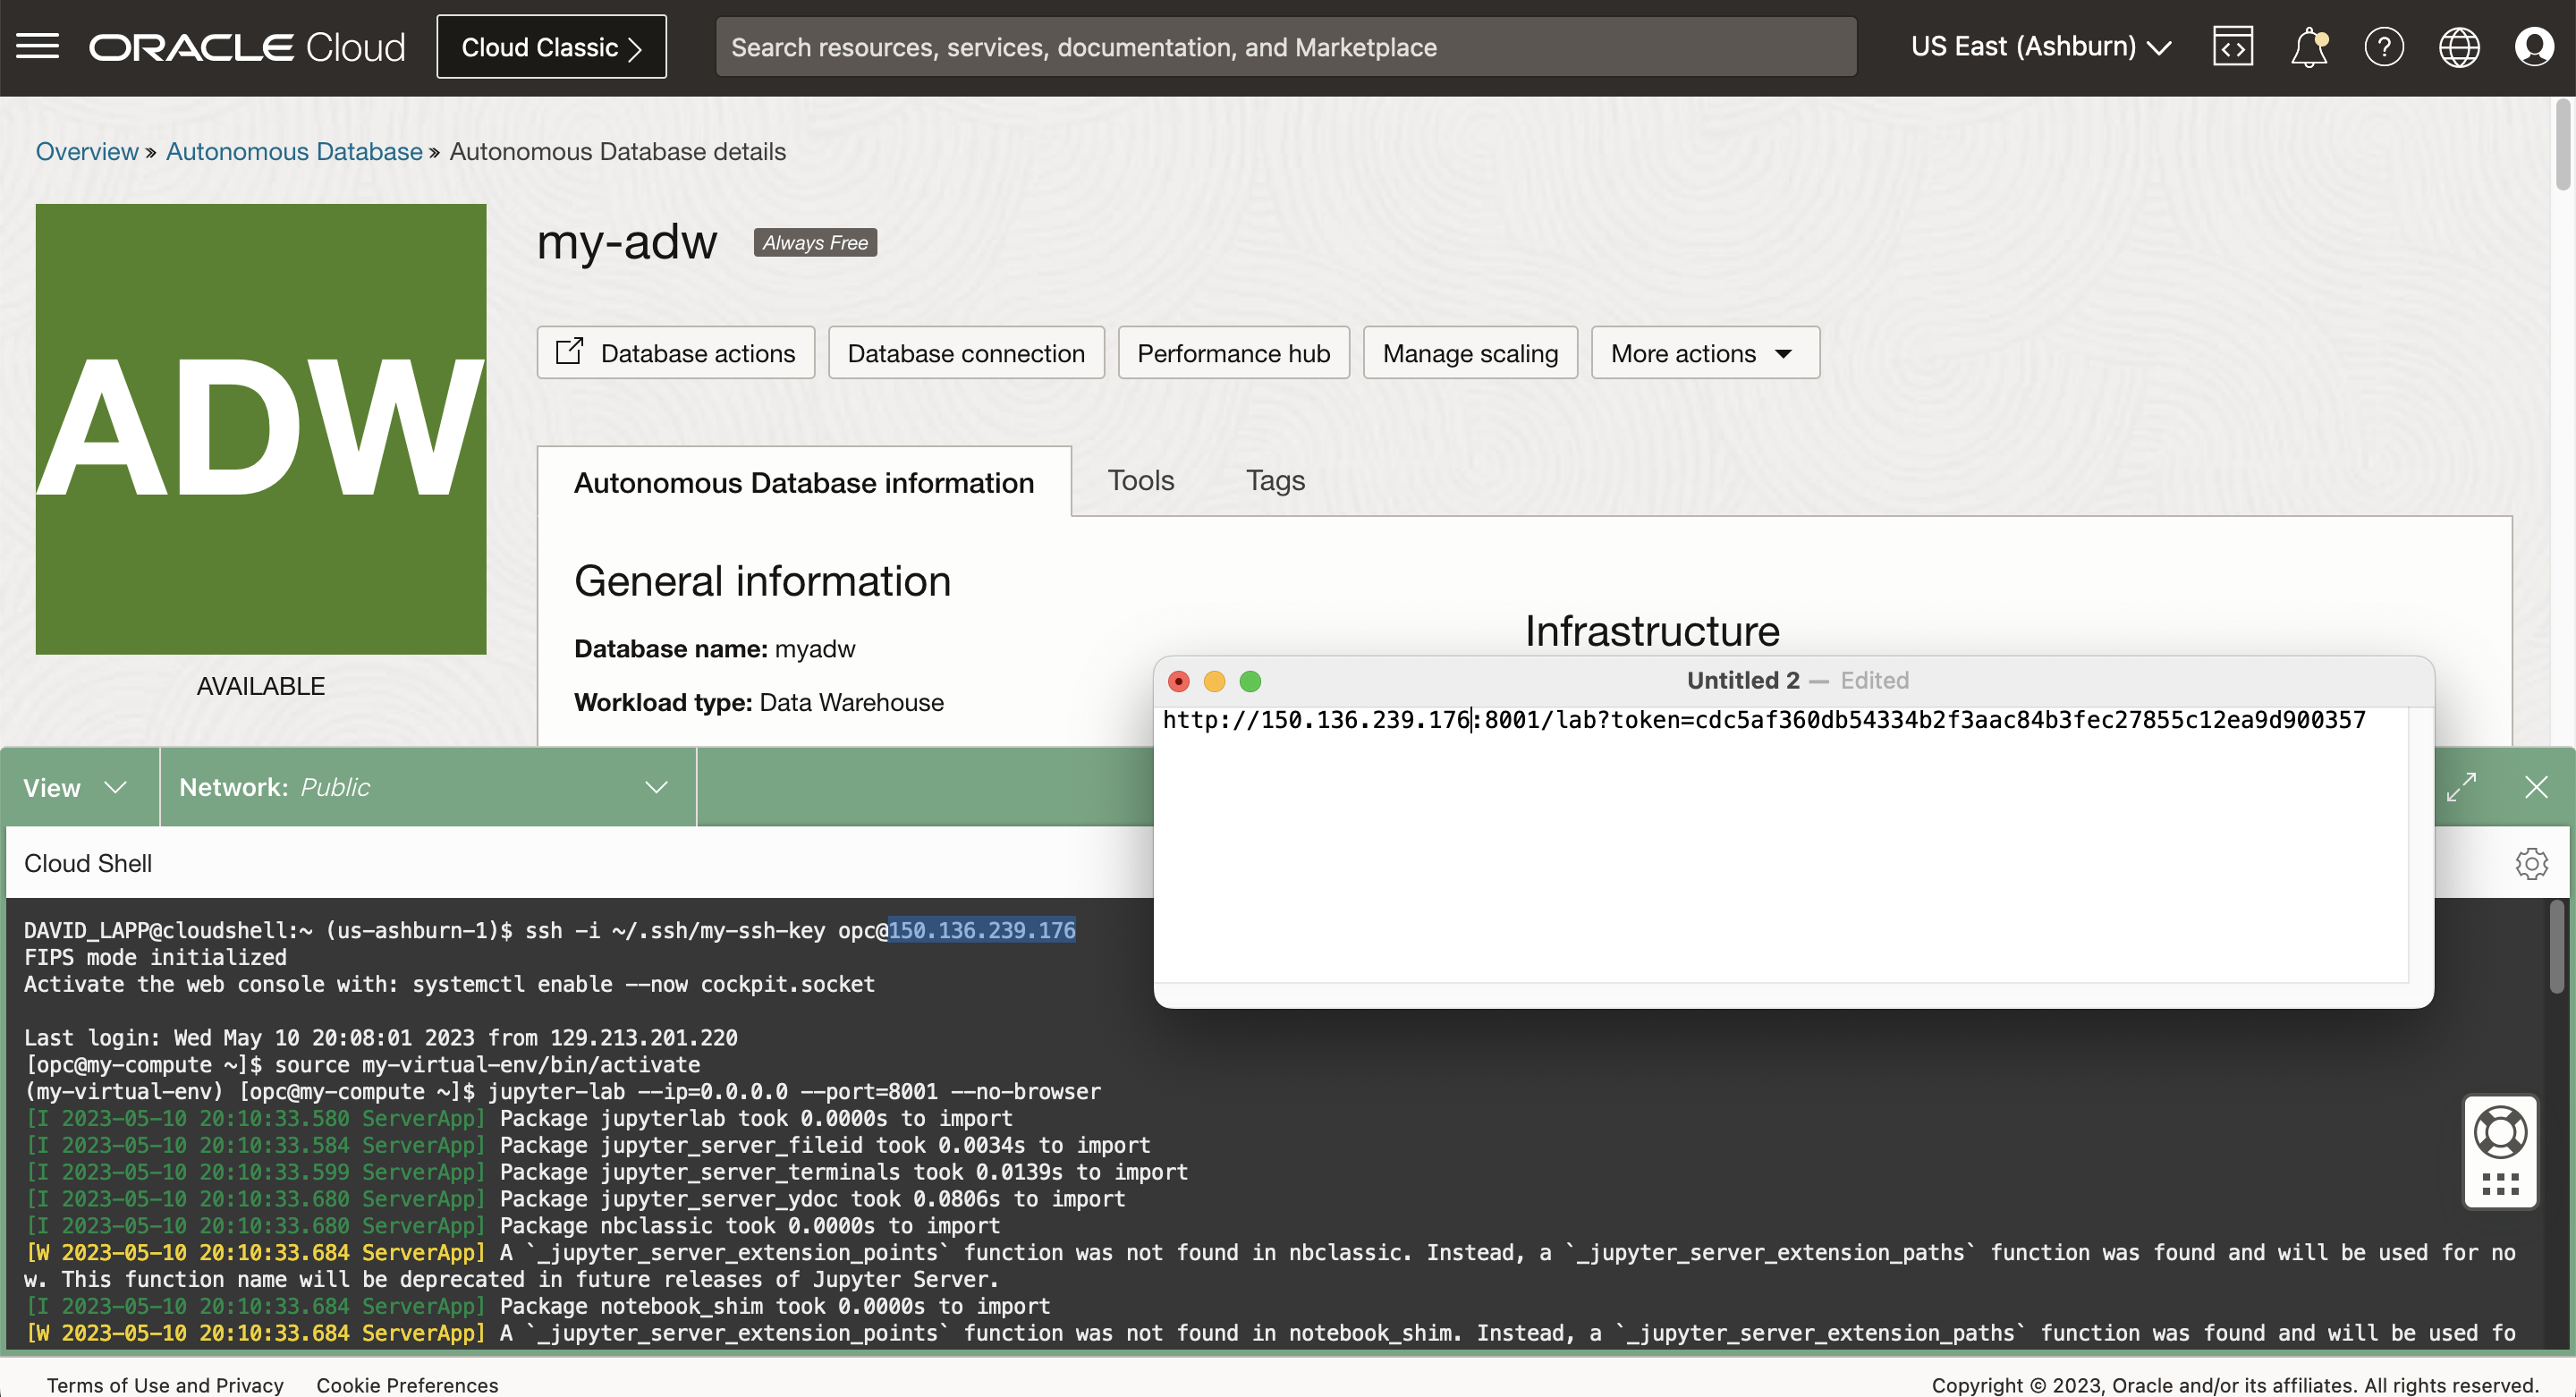 ORACLE Cloud
Cloud Classic
Search resources, services, documentation, and Marketplace
US East (Ashburn)
Overview » Autonomous Database » Autonomous Database details
ADW
AVAILABLE
my-adw
Always Free
Database actions
Database connection
Performance hub
Manage scaling
More actions
Autonomous Database information
Tools
Tags
General information
Database name: myadw
Workload type: Data Warehouse
Infrastructure
Untitled 2 — Edited
http://150.136.239.176:8001/lab?token=cdc5af360db54334b2f3aac84b3fec27855c12ea9d900357
View
Network: Public
Cloud Shell
DAVID_LAPP@cloudshell:~ (us-ashburn-1)$ ssh -i ~/.ssh/my-ssh-key opc@150.136.239.176
FIPS mode initialized
Activate the web console with: systemctl enable --now cockpit.socket
Last login: Wed May 10 20:08:01 2023 from 129.213.201.220
[opc@my-compute ~]$ source my-virtual-env/bin/activate
(my-virtual-env) [opc@my-compute ~]$ jupyter-lab --ip=0.0.0.0 --port=8001 --no-browser
[I 2023-05-10 20:10:33.580 ServerApp] Package jupyterlab took 0.0000s to import
[I 2023-05-10 20:10:33.584 ServerApp] Package jupyter_server_fileid took 0.0034s to import
[I 2023-05-10 20:10:33.599 ServerApp] Package jupyter_server_terminals took 0.0139s to import
[I 2023-05-10 20:10:33.680 ServerApp] Package jupyter_server_ydoc took 0.0806s to import
[I 2023-05-10 20:10:33.680 ServerApp] Package nbclassic took 0.0000s to import
[W 2023-05-10 20:10:33.684 ServerApp] A `_jupyter_server_extension_points` function was not found in nbclassic. Instead, a `_jupyter_server_extension_paths` function was found and will be used for no
w. This function name will be deprecated in future releases of Jupyter Server.
[I 2023-05-10 20:10:33.684 ServerApp] Package notebook_shim took 0.0000s to import
[W 2023-05-10 20:10:33.684 ServerApp] A `_jupyter_server_extension_points` function was not found in notebook_shim. Instead, a `_jupyter_server_extension_paths` function was found and will be used fo
Terms of Use and Privacy
Cookie Preferences
Copyright © 2023, Oracle and/or its affiliates. All rights reserved.